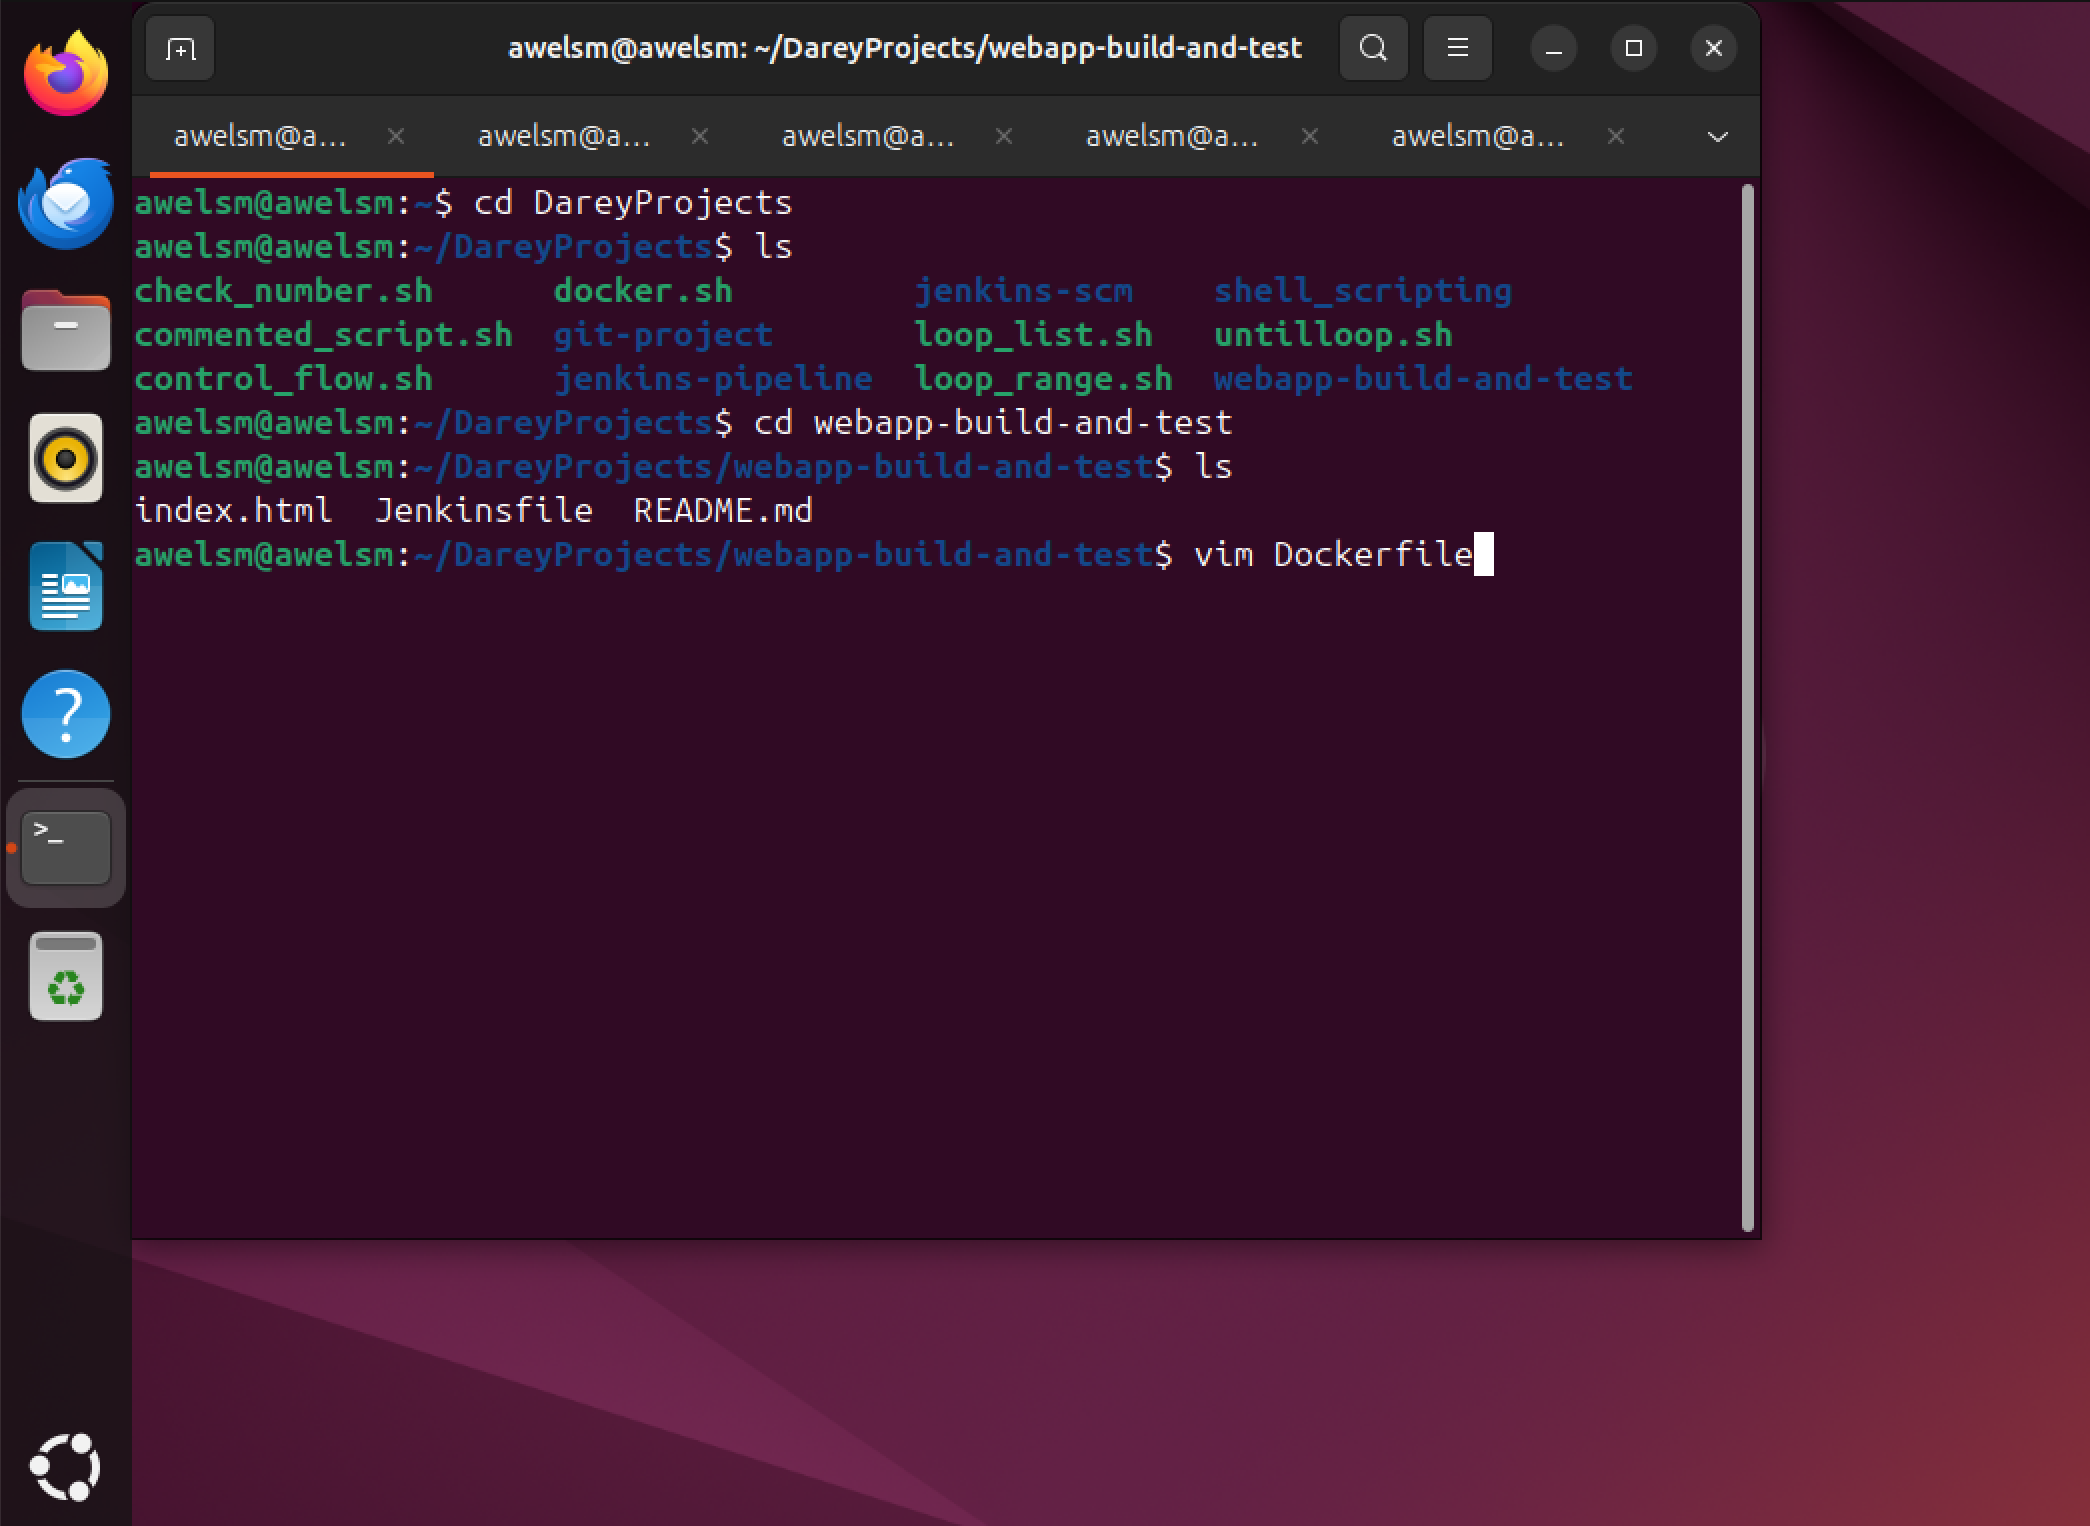 awelsm@awelsm: ~/DareyProjects/webapp-build-and-test
awelsm@a... awelsm@a... awelsm@a... awelsm@a... awelsm@a...
awelsm@awelsm:~$ cd DareyProjects
awelsm@awelsm:~/DareyProjects$ ls
check_number.sh docker.sh jenkins-scm shell_scripting
commented_script.sh git-project loop_list.sh untilloop.sh
control_flow.sh jenkins-pipeline loop_range.sh webapp-build-and-test
awelsm@awelsm:~/DareyProjects$ cd webapp-build-and-test
awelsm@awelsm:~/DareyProjects/webapp-build-and-test$ ls
index.html Jenkinsfile README.md
awelsm@awelsm:~/DareyProjects/webapp-build-and-test$ vim Dockerfile